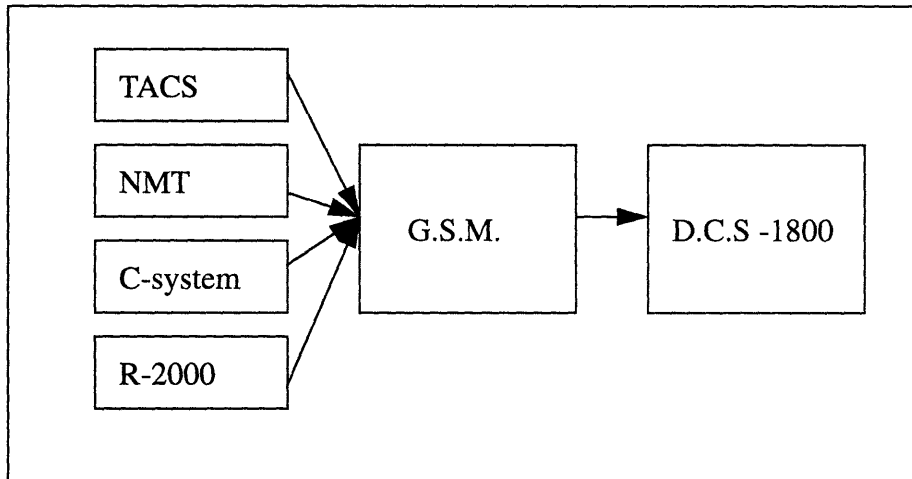 TACS
NMT
C-system
R-2000
G.S.M.
D.C.S -1800